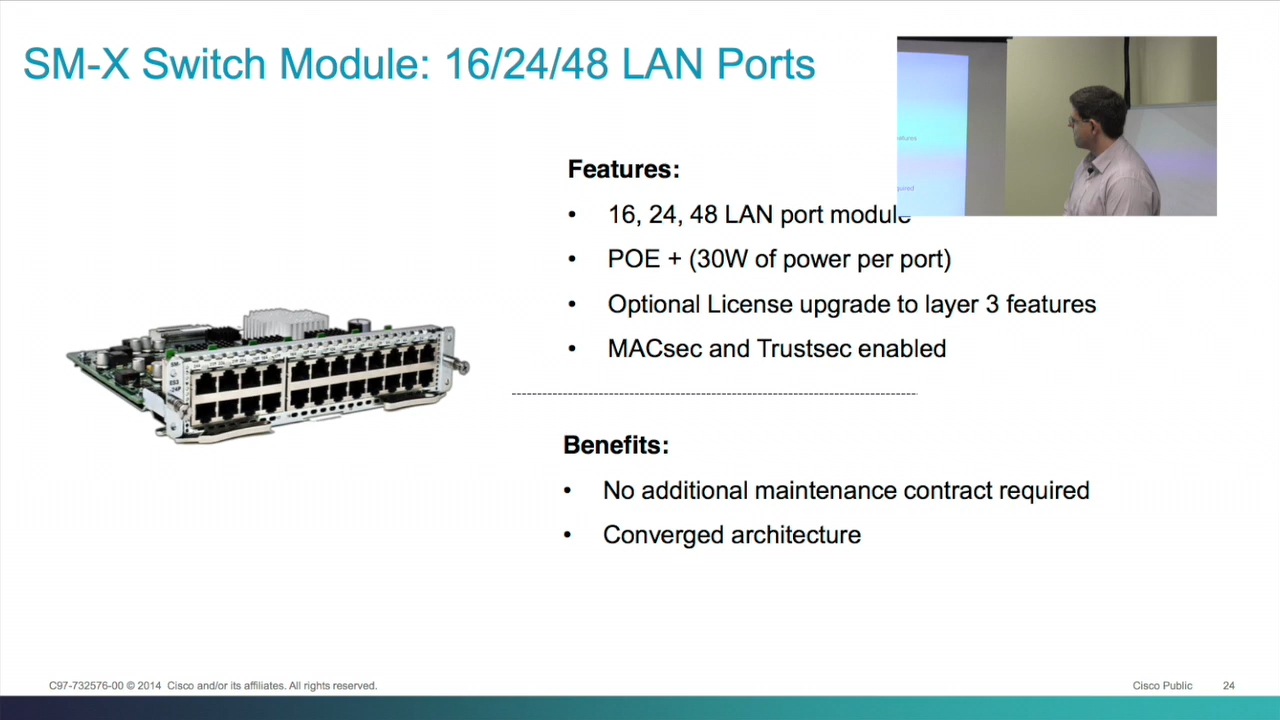 SM-X Switch Module: 16/24/48 LAN Ports
Features:
• 16, 24, 48 LAN port module
• POE + (30W of power per port)
• Optional License upgrade to layer 3 features
• MACsec and Trustsec enabled
Benefits:
• No additional maintenance contract required
• Converged architecture
C97-732576-00 © 2014 Cisco and/or its affiliates. All rights reserved.
Cisco Public 24